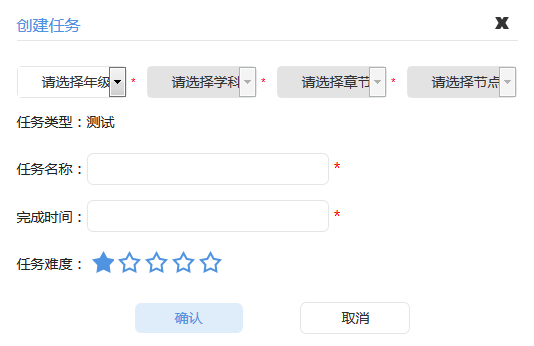 创建任务 X
请选择年级 * 请选择学科 * 请选择章节 * 请选择节点
任务类型：测试
任务名称： *
完成时间： *
任务难度：
确认 取消